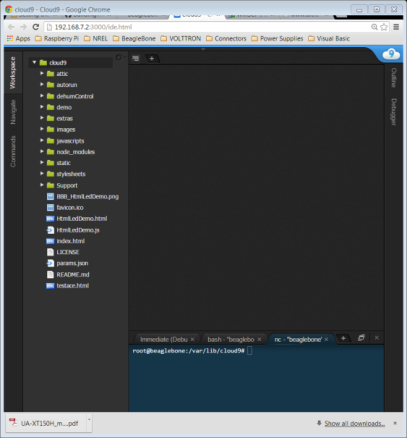 cloud9 - Cloud9 - Google Chrome
192.168.7.2:3000/ide.html
Apps Raspberry Pi NREL BeagleBone VOLTTRON Connectors Power Supplies Visual Basic
Workspace
Navigate
Commands
cloud9
attic
autorun
dehumControl
demo
extras
images
javascripts
node_modules
static
stylesheets
Support
BBB_HtmlLedDemo.png
favicon.ico
HtmlLedDemo.html
HtmlLedDemo.js
index.html
LICENSE
params.json
README.md
testace.html
Outline
Debugger
Immediate (Debu
bash - "beaglebo
nc - "beaglebone'
root@beaglebone:/var/lib/cloud9#
UA-XT150H_m....pdf
Show all downloads...